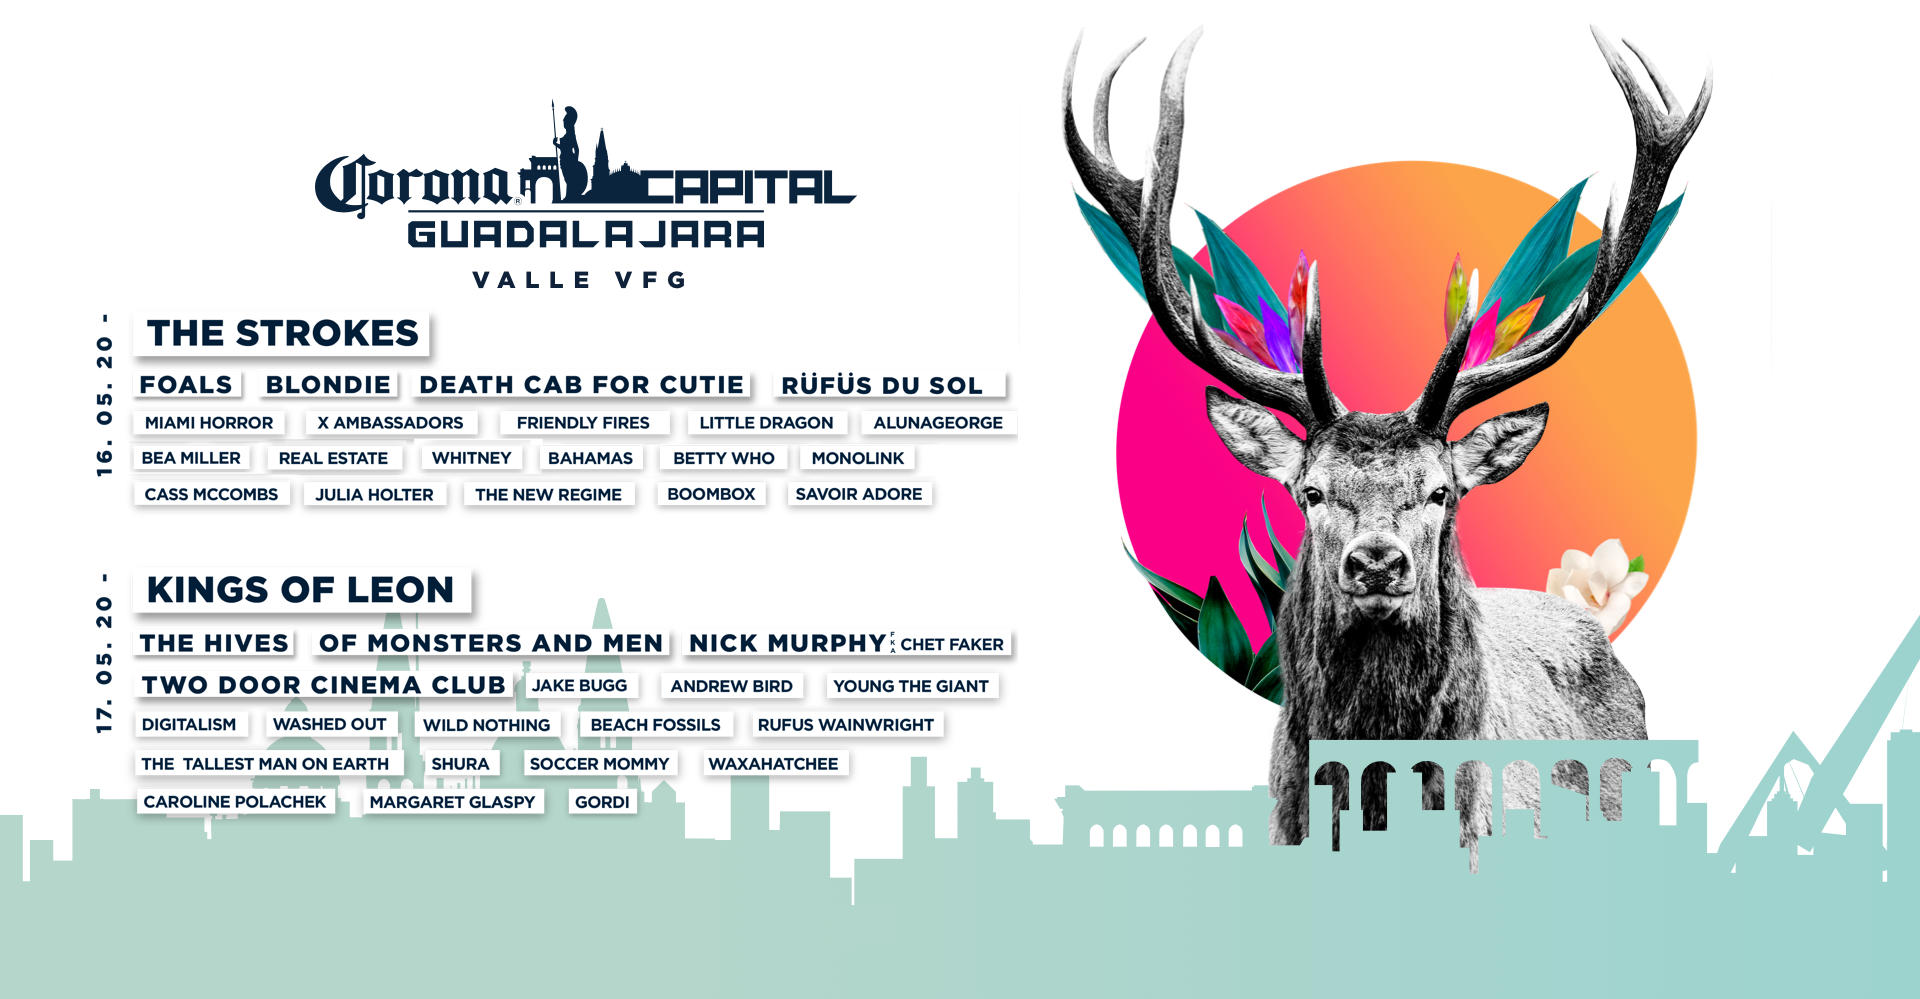 Corona® CAPITAL
GUADALAJARA
VALLE VFG
16. 05. 20 -
THE STROKES
FOALS BLONDIE DEATH CAB FOR CUTIE RÜFÜS DU SOL
MIAMI HORROR X AMBASSADORS FRIENDLY FIRES LITTLE DRAGON ALUNAGEORGE
BEA MILLER REAL ESTATE WHITNEY BAHAMAS BETTY WHO MONOLINK
CASS MCCOMBS JULIA HOLTER THE NEW REGIME BOOMBOX SAVOIR ADORE
17. 05. 20 -
KINGS OF LEON
THE HIVES OF MONSTERS AND MEN NICK MURPHY FKA CHET FAKER
TWO DOOR CINEMA CLUB JAKE BUGG ANDREW BIRD YOUNG THE GIANT
DIGITALISM WASHED OUT WILD NOTHING BEACH FOSSILS RUFUS WAINWRIGHT
THE TALLEST MAN ON EARTH SHURA SOCCER MOMMY WAXAHATCHEE
CAROLINE POLACHEK MARGARET GLASPY GORDI